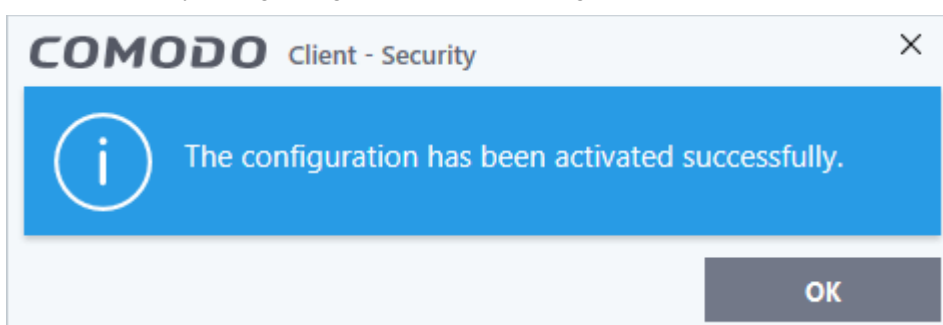 COMODO Client - Security
The configuration has been activated successfully.
OK